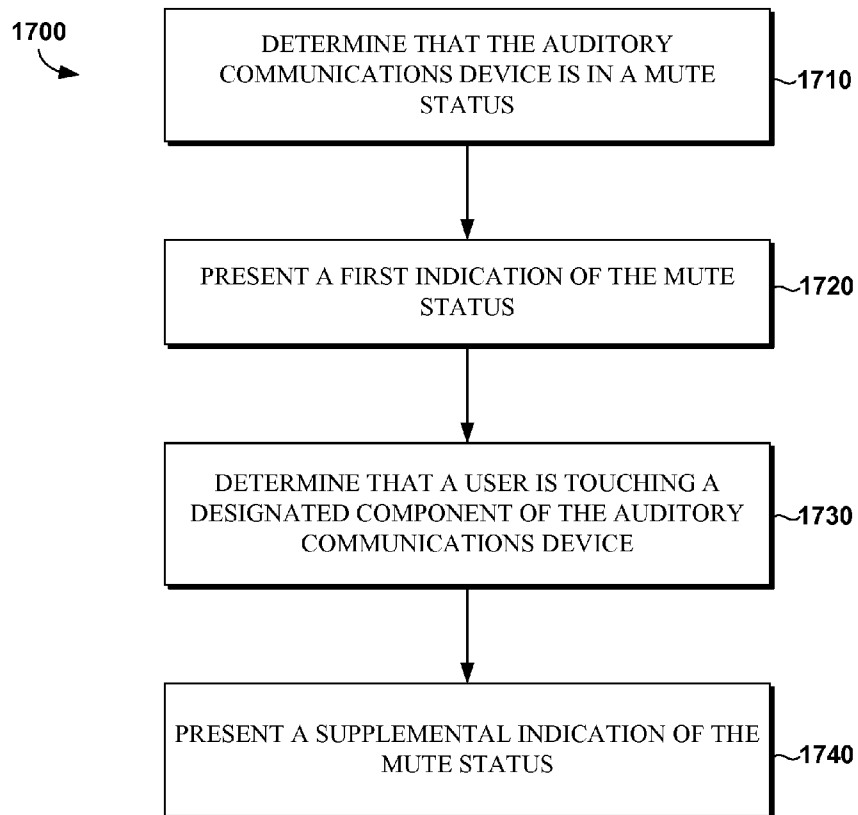 1700
DETERMINE THAT THE AUDITORY
COMMUNICATIONS DEVICE IS IN A MUTE
STATUS
1710
PRESENT A FIRST INDICATION OF THE MUTE
STATUS
1720
DETERMINE THAT A USER IS TOUCHING A
DESIGNATED COMPONENT OF THE AUDITORY
COMMUNICATIONS DEVICE
1730
PRESENT A SUPPLEMENTAL INDICATION OF THE
MUTE STATUS
1740